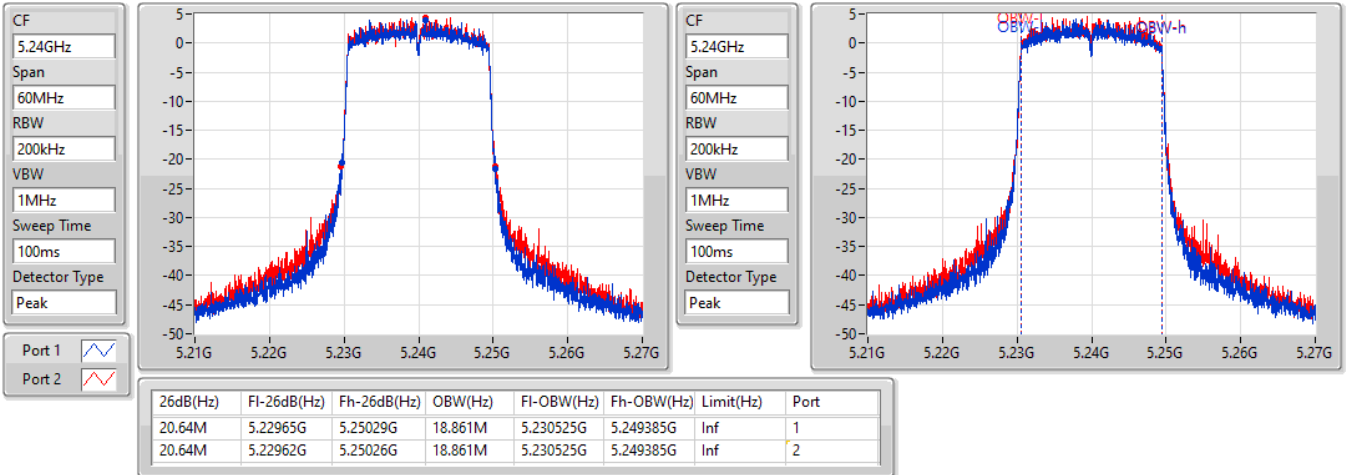 CF
5.24GHz
Span
60MHz
RBW
200kHz
VBW
1MHz
Sweep Time
100ms
Detector Type
Peak
Port 1
Port 2
5
0
-5
-10
-15
-20
-25
-30
-35
-40
-45
-50
5.21G 5.22G 5.23G 5.24G 5.25G 5.26G 5.27G
CF
5.24GHz
Span
60MHz
RBW
200kHz
VBW
1MHz
Sweep Time
100ms
Detector Type
Peak
OBW-h
5
0
-5
-10
-15
-20
-25
-30
-35
-40
-45
-50
5.21G 5.22G 5.23G 5.24G 5.25G 5.26G 5.27G
26dB(Hz) Fl-26dB(Hz) Fh-26dB(Hz) OBW(Hz) Fl-OBW(Hz) Fh-OBW(Hz) Limit(Hz) Port
20.64M 5.22965G 5.25029G 18.861M 5.230525G 5.249385G Inf 1
20.64M 5.22962G 5.25026G 18.861M 5.230525G 5.249385G Inf 2